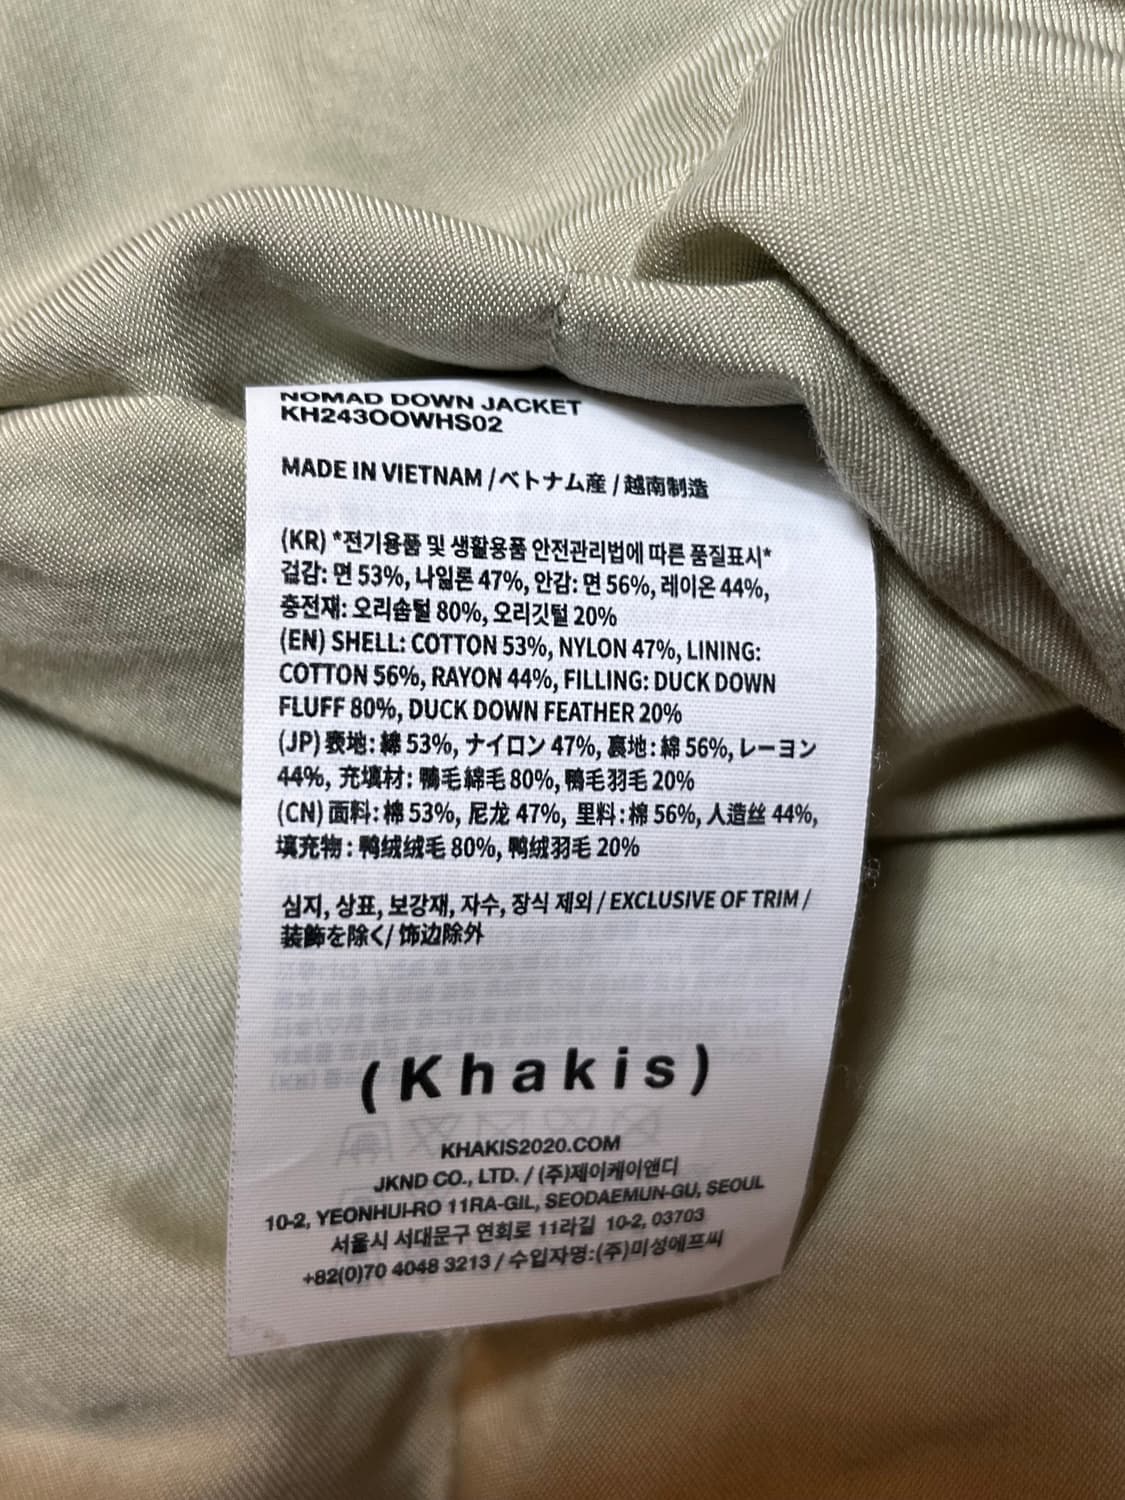 NOMAD DOWN JACKET
KH243OOWHS02
MADE IN VIETNAM / ベトナム産 / 越南制造
(KR) *전기용품 및 생활용품 안전관리법에 따른 품질표시*
겉감: 면 53%, 나일론 47%, 안감: 면 56%, 레이온 44%,
충전재: 오리솜털 80%, 오리깃털 20%
(EN) SHELL: COTTON 53%, NYLON 47%, LINING:
COTTON 56%, RAYON 44%, FILLING: DUCK DOWN
FLUFF 80%, DUCK DOWN FEATHER 20%
(JP) 表地: 綿 53%, ナイロン 47%, 裏地: 綿 56%, レーヨン
44%, 充填材: 鴨毛綿毛 80%, 鴨毛羽毛 20%
(CN) 面料: 棉 53%, 尼龙 47%, 里料: 棉 56%, 人造丝 44%,
填充物: 鸭绒绒毛 80%, 鸭绒羽毛 20%
심지, 상표, 보강재, 자수, 장식 제외 / EXCLUSIVE OF TRIM /
装飾を除く / 饰边除外
(Khakis)
KHAKIS2020.COM
JKND CO., LTD. / (주)제이케이앤디
10-2, YEONHUI-RO 11RA-GIL, SEODAEMUN-GU, SEOUL
서울시 서대문구 연희로 11라길 10-2, 03703
+82(0)70 4048 3213 / 수입자명:(주)미성에프씨